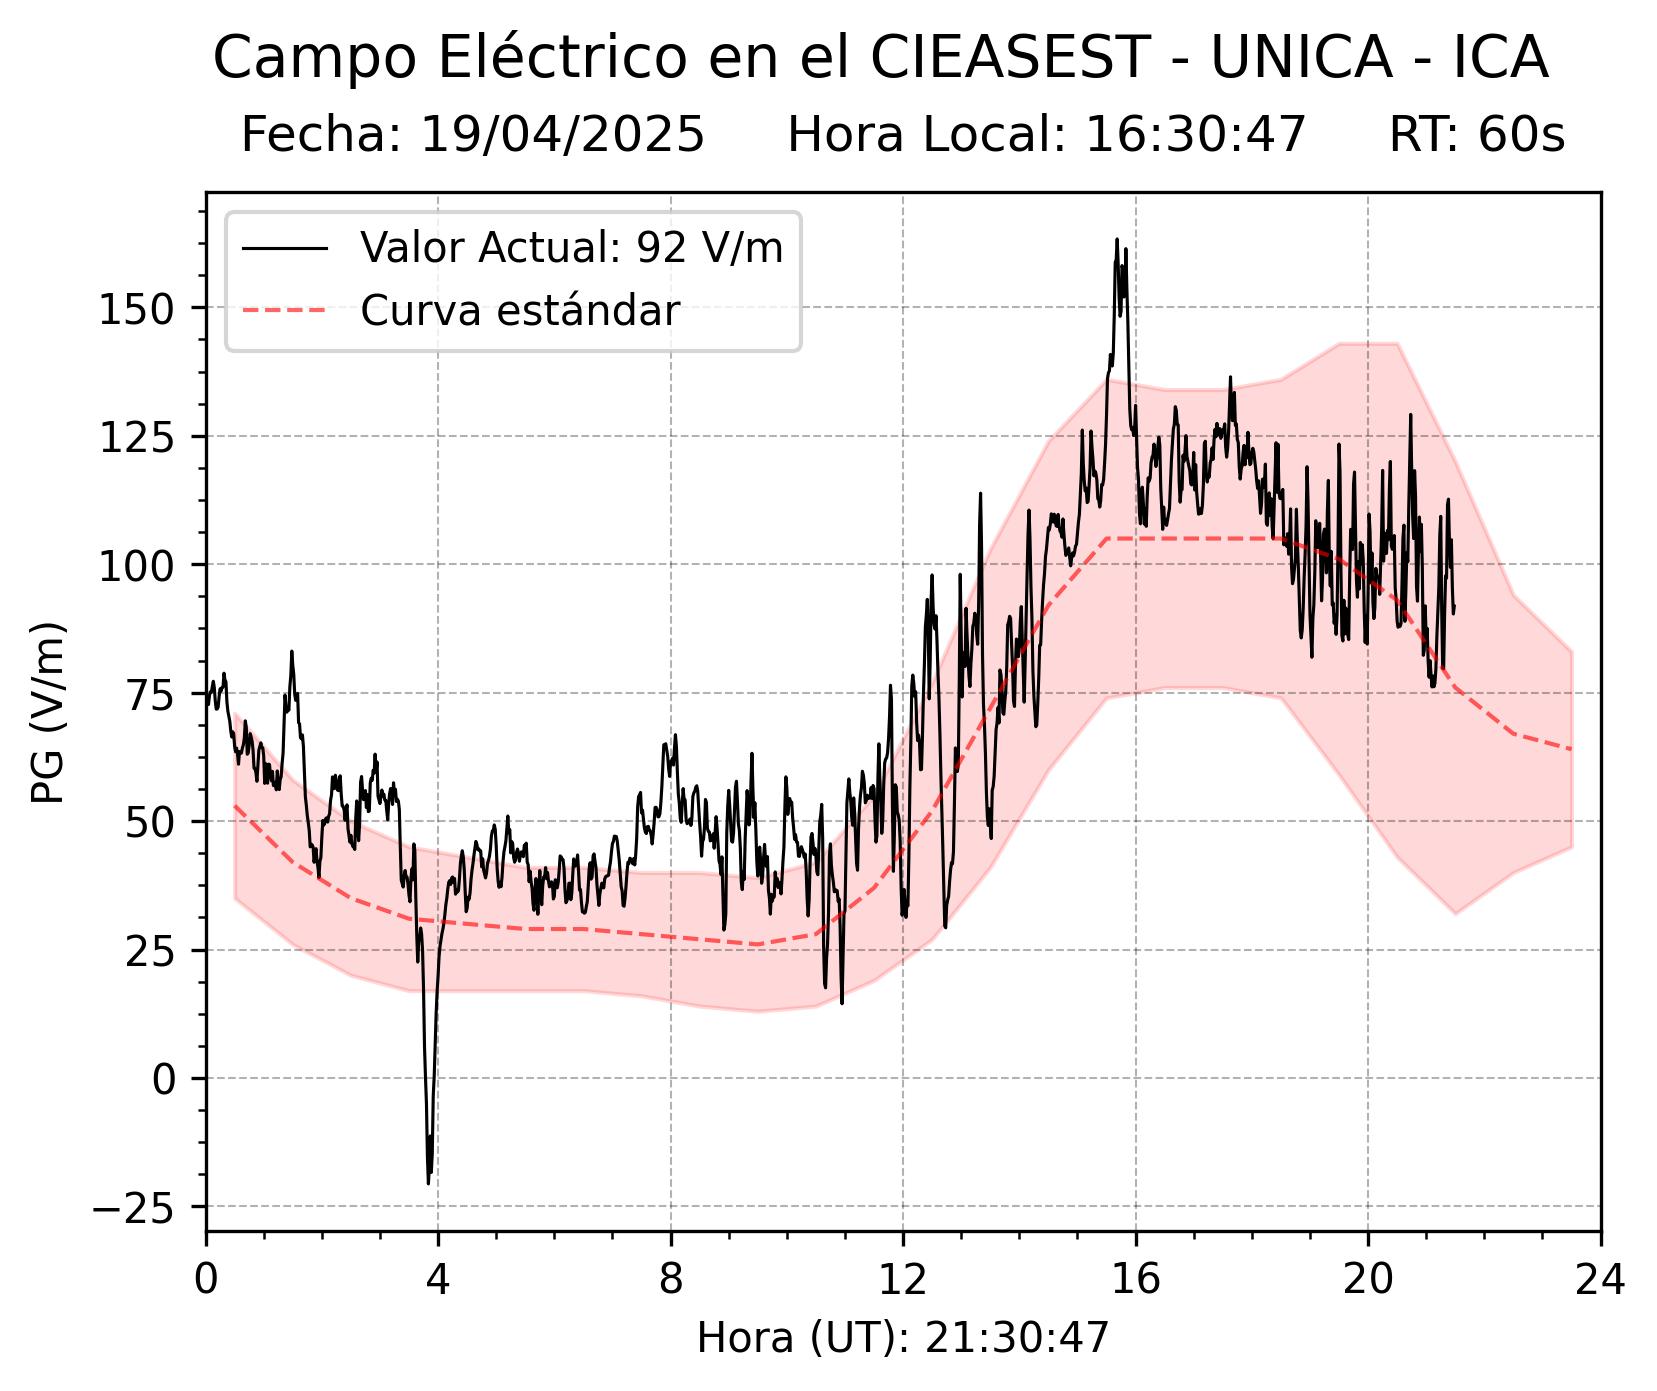 Campo Eléctrico en el CIEASEST - UNICA - ICA
Fecha: 19/04/2025 Hora Local: 16:30:47 RT: 60s
Valor Actual: 92 V/m
Curva estándar
PG (V/m)
150
125
100
75
50
25
0
−25
0 4 8 12 16 20 24
Hora (UT): 21:30:47